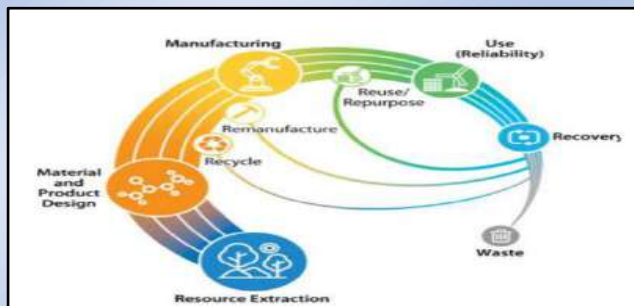 Manufacturing
Use
(Reliability)
Reuse/
Repurpose
Remanufacture
Recovery
Recycle
Material
and
Product
Design
Waste
Resource Extraction